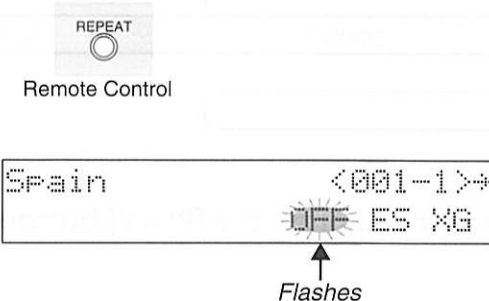 REPEAT
Remote Control
Spain <001-1>→
OFF ES XG
Flashes